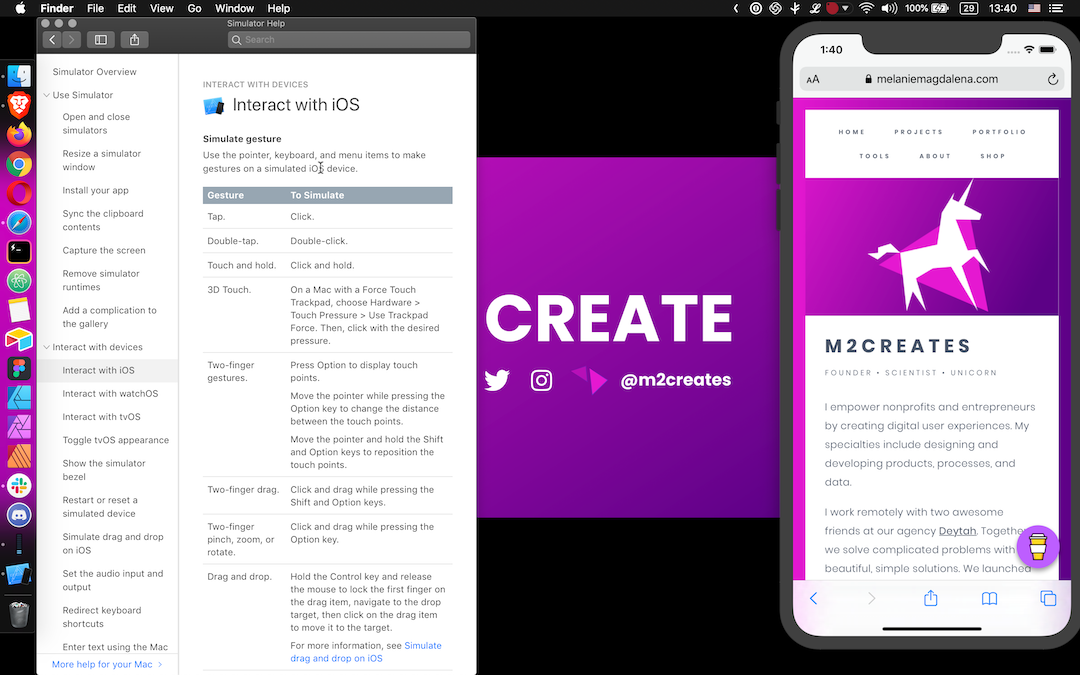 Finder File Edit View Go Window Help
100% 29 13:40
Simulator Help
Search
Simulator Overview
Use Simulator
Open and close
simulators
Resize a simulator
window
Install your app
Sync the clipboard
contents
Capture the screen
Remove simulator
runtimes
Add a complication to
the gallery
Interact with devices
Interact with iOS
Interact with watchOS
Interact with tvOS
Toggle tvOS appearance
Show the simulator
bezel
Restart or reset a
simulated device
Simulate drag and drop
on iOS
Set the audio input and
output
Redirect keyboard
shortcuts
Enter text using the Mac
More help for your Mac
INTERACT WITH DEVICES
Interact with iOS
Simulate gesture
Use the pointer, keyboard, and menu items to make
gestures on a simulated iOS device.
Gesture To Simulate
Tap. Click.
Double-tap. Double-click.
Touch and hold. Click and hold.
3D Touch. On a Mac with a Force Touch
Trackpad, choose Hardware >
Touch Pressure > Use Trackpad
Force. Then, click with the desired
pressure.
Two-finger Press Option to display touch
gestures. points.
Move the pointer while pressing the
Option key to change the distance
between the touch points.
Move the pointer and hold the Shift
and Option keys to reposition the
touch points.
Two-finger drag. Click and drag while pressing the
Shift and Option keys.
Two-finger Click and drag while pressing the
pinch, zoom, or Option key.
rotate.
Drag and drop. Hold the Control key and release
the mouse to lock the first finger on
the drag item, navigate to the drop
target, then click on the drag item
to move it to the target.
For more information, see Simulate
drag and drop on iOS
CREATE
@m2creates
1:40
AA melaniemagdalena.com
HOME PROJECTS PORTFOLIO
TOOLS ABOUT SHOP
M2CREATES
FOUNDER • SCIENTIST • UNICORN
I empower nonprofits and entrepreneurs
by creating digital user experiences. My
specialties include designing and
developing products, processes, and
data.
I work remotely with two awesome
friends at our agency Deytah. Together
we solve complicated problems with
beautiful, simple solutions. We launched